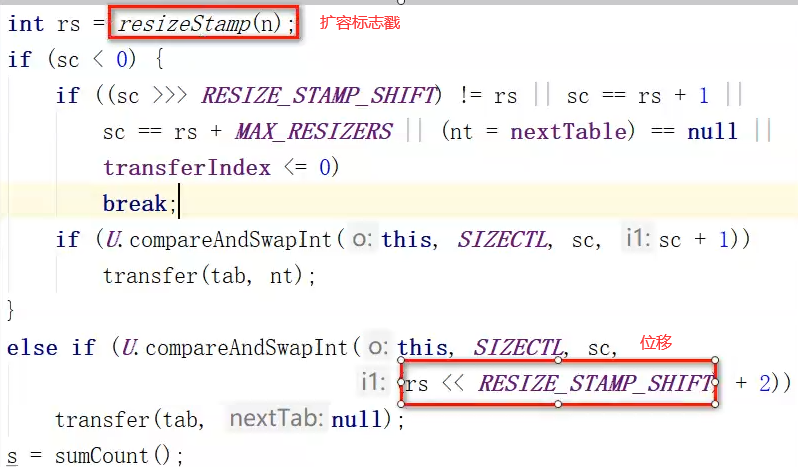 int rs = resizeStamp(n); 扩容标志戳
if (sc < 0) {
if ((sc >>> RESIZE_STAMP_SHIFT) != rs || sc == rs + 1 ||
sc == rs + MAX_RESIZERS || (nt = nextTable) == null ||
transferIndex <= 0)
break;
if (U.compareAndSwapInt( o: this, SIZECTL, sc, i1: sc + 1))
transfer(tab, nt);
}
else if (U.compareAndSwapInt( o: this, SIZECTL, sc, 位移
i1: rs << RESIZE_STAMP_SHIFT + 2))
transfer(tab, nextTab: null);
s = sumCount();